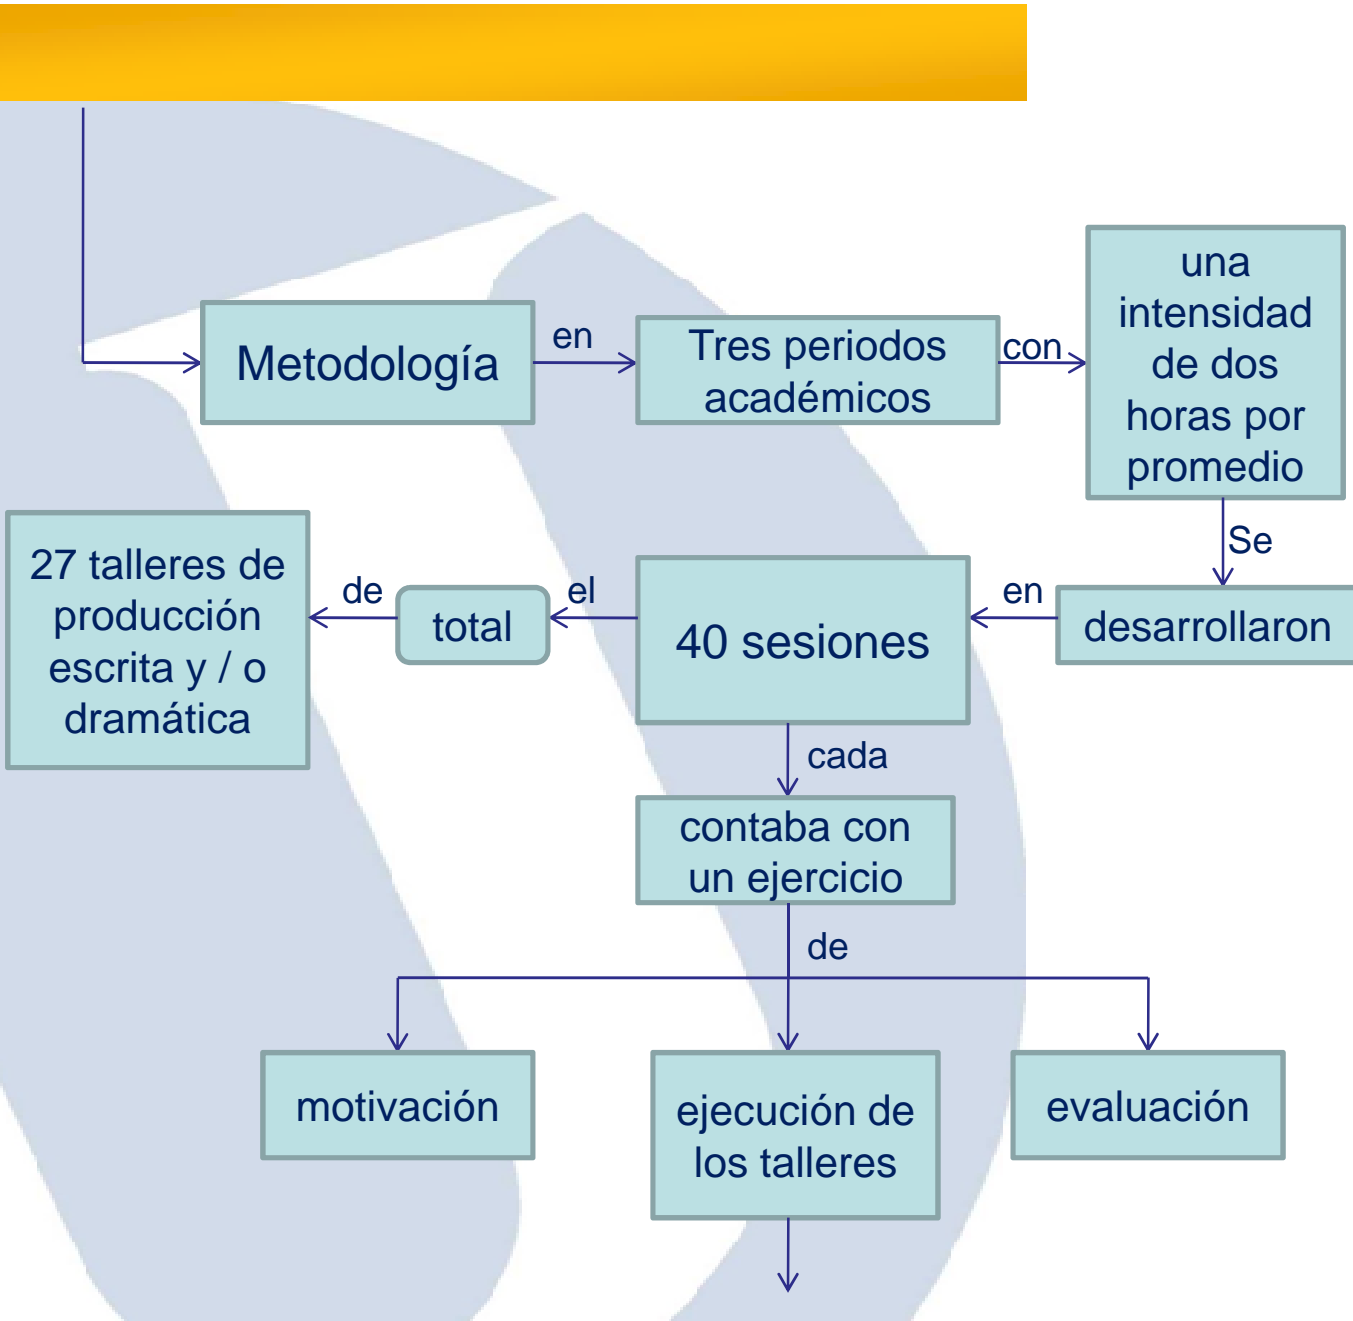 Metodología
en
Tres periodos
académicos
con
una
intensidad
de dos
horas por
promedio
Se
desarrollaron
en
40 sesiones
el
total
de
27 talleres de
producción
escrita y / o
dramática
cada
contaba con
un ejercicio
de
motivación
ejecución de
los talleres
evaluación